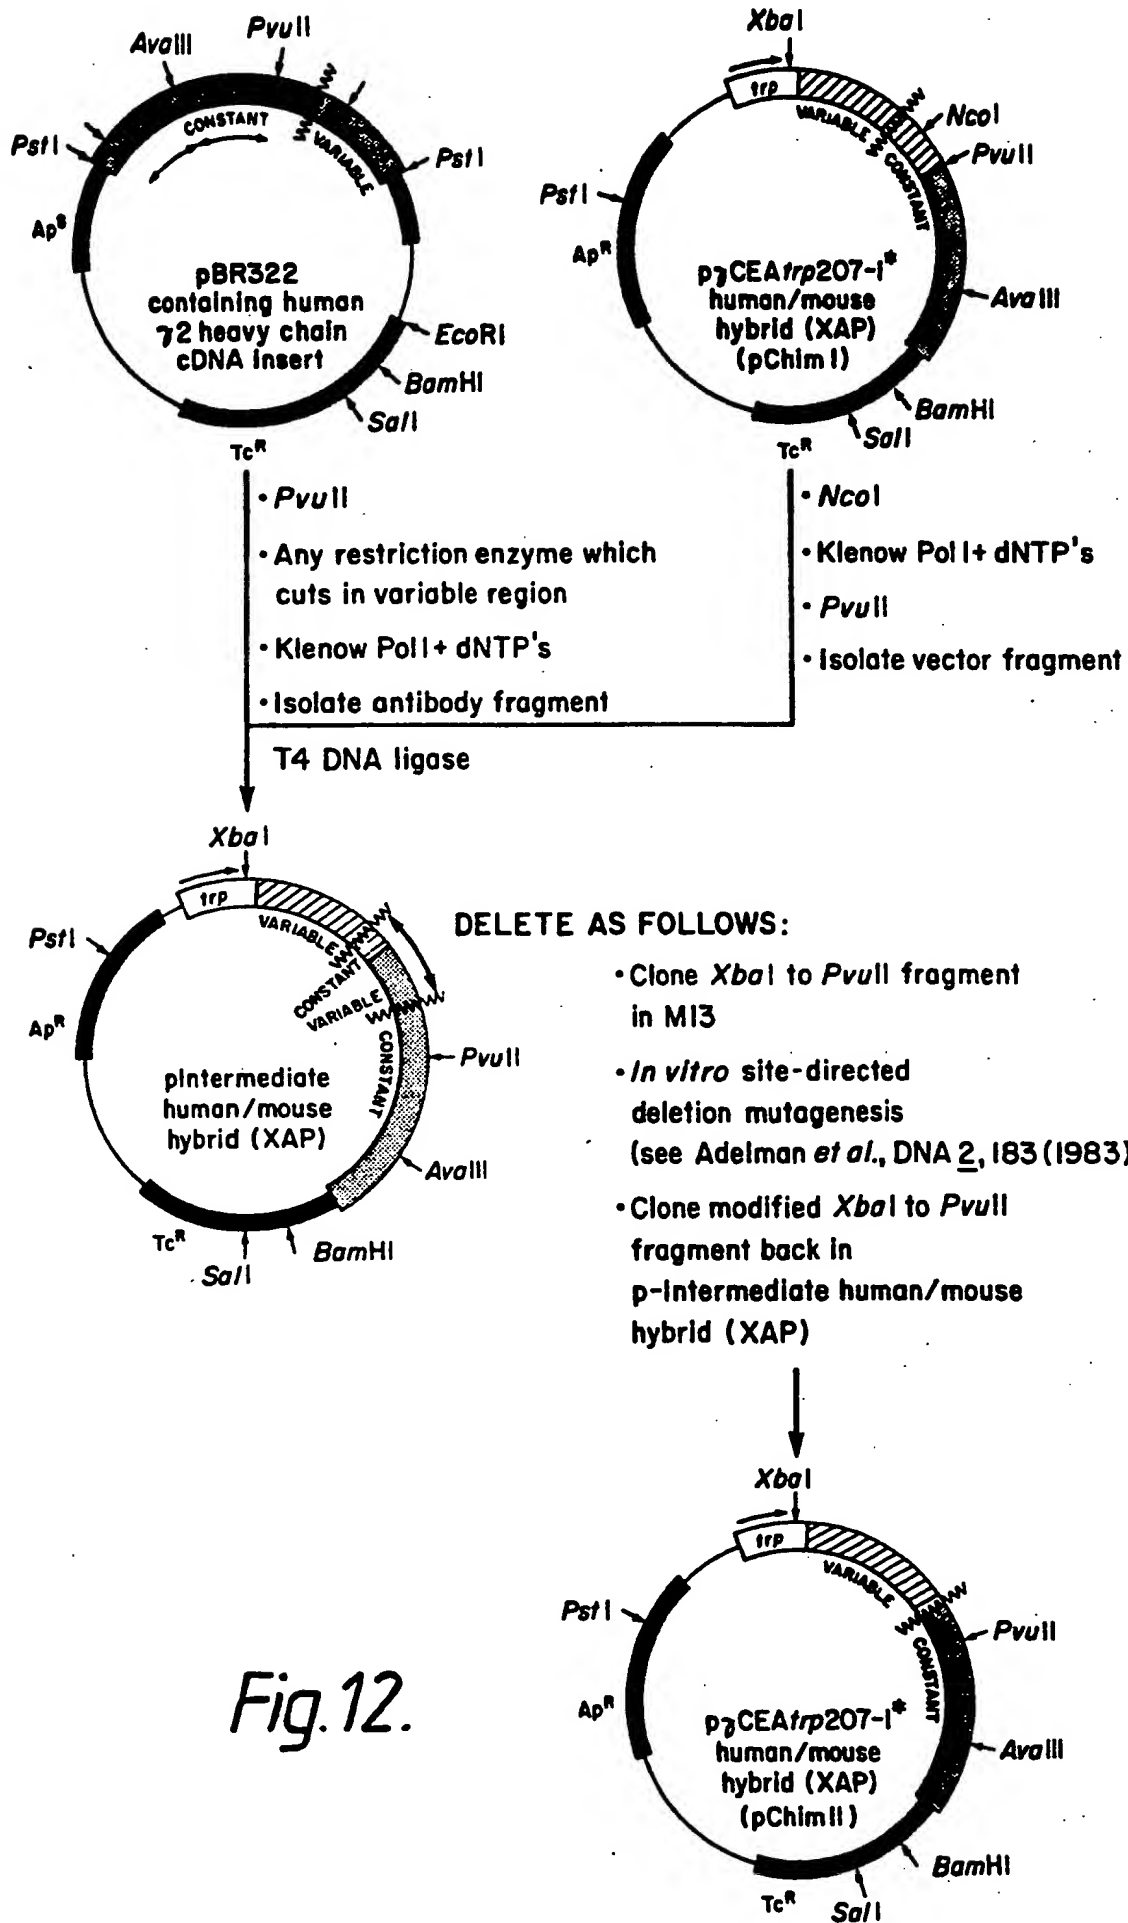 PvuII
AvaIII
PstI
PstI
CONSTANT
VARIABLE
Ap^S
pBR322
containing human
γ2 heavy chain
cDNA insert
EcoRI
BamHI
SalI
Tc^R
XbaI
trp
NcoI
PvuII
VARIABLE
CONSTANT
PstI
Ap^R
pγCEAtrp207-1*
human/mouse
hybrid (XAP)
(pChim I)
AvaIII
BamHI
SalI
Tc^R
• PvuII
• Any restriction enzyme which
cuts in variable region
• Klenow Pol I + dNTP's
• Isolate antibody fragment
• NcoI
• Klenow Pol I + dNTP's
• PvuII
• Isolate vector fragment
T4 DNA ligase
XbaI
trp
PstI
VARIABLE
CONSTANT
VARIABLE
CONSTANT
Ap^R
pIntermediate
human/mouse
hybrid (XAP)
PvuII
AvaIII
BamHI
SalI
Tc^R
DELETE AS FOLLOWS:
• Clone XbaI to PvuII fragment
in M13
• In vitro site-directed
deletion mutagenesis
(see Adelman et al., DNA 2, 183 (1983)
• Clone modified XbaI to PvuII
fragment back in
p-Intermediate human/mouse
hybrid (XAP)
XbaI
trp
PstI
VARIABLE
CONSTANT
PvuII
Ap^R
pγCEAtrp207-1*
human/mouse
hybrid (XAP)
(pChim II)
AvaIII
BamHI
SalI
Tc^R
Fig.12.